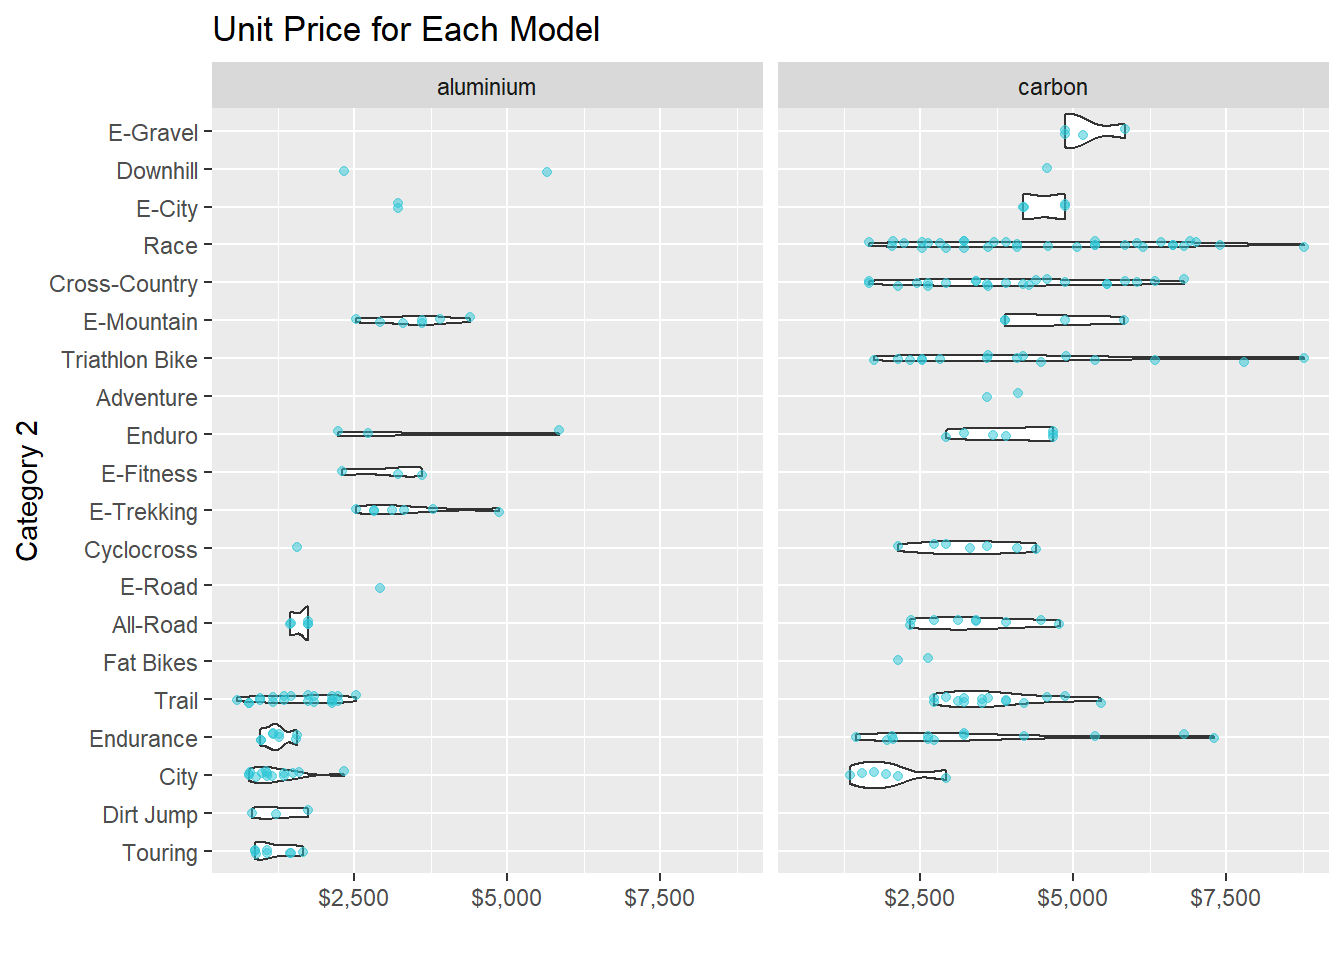 Unit Price for Each Model
aluminium
carbon
Category 2
E-Gravel
Downhill
E-City
Race
Cross-Country
E-Mountain
Triathlon Bike
Adventure
Enduro
E-Fitness
E-Trekking
Cyclocross
E-Road
All-Road
Fat Bikes
Trail
Endurance
City
Dirt Jump
Touring
$2,500 $5,000 $7,500
$2,500 $5,000 $7,500